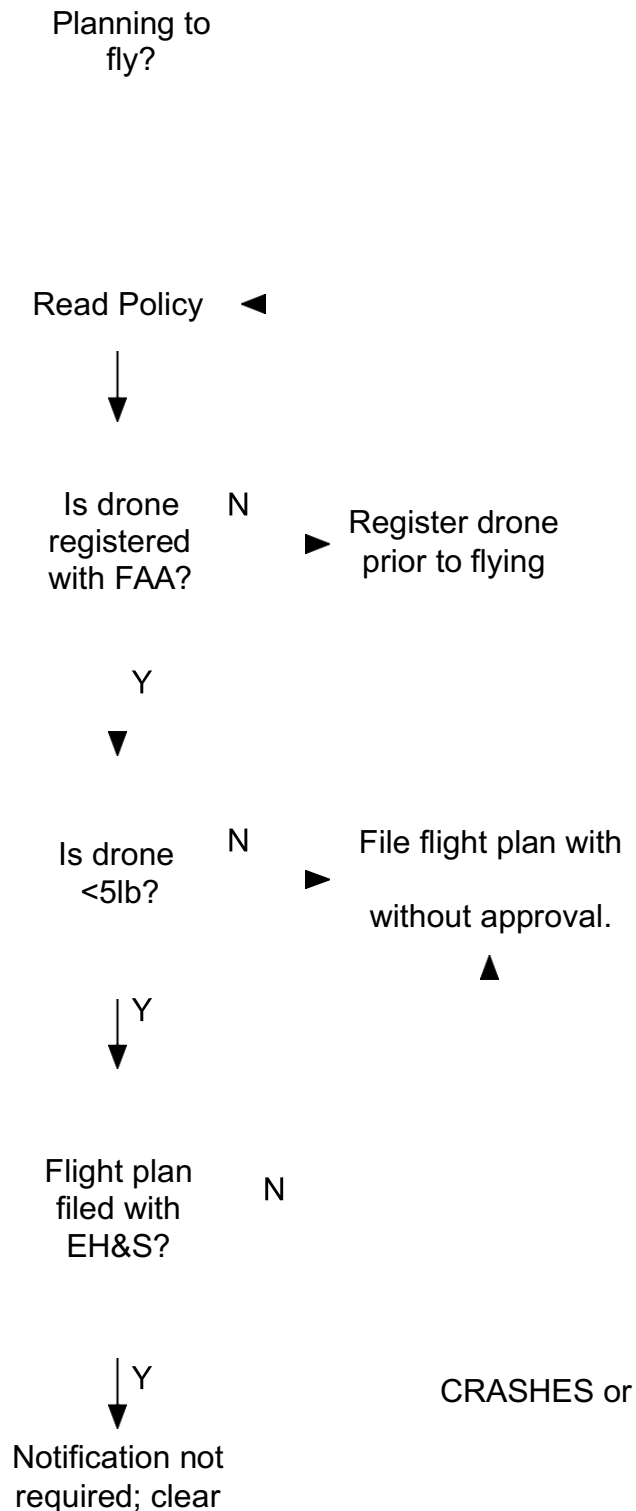 Planning to
fly?
Read Policy
Is drone
registered
with FAA?
N
Register drone
prior to flying
Y
Is drone
<5lb?
N
File flight plan with
without approval.
Y
Flight plan
filed with
EH&S?
N
Y
CRASHES or
Notification not
required; clear